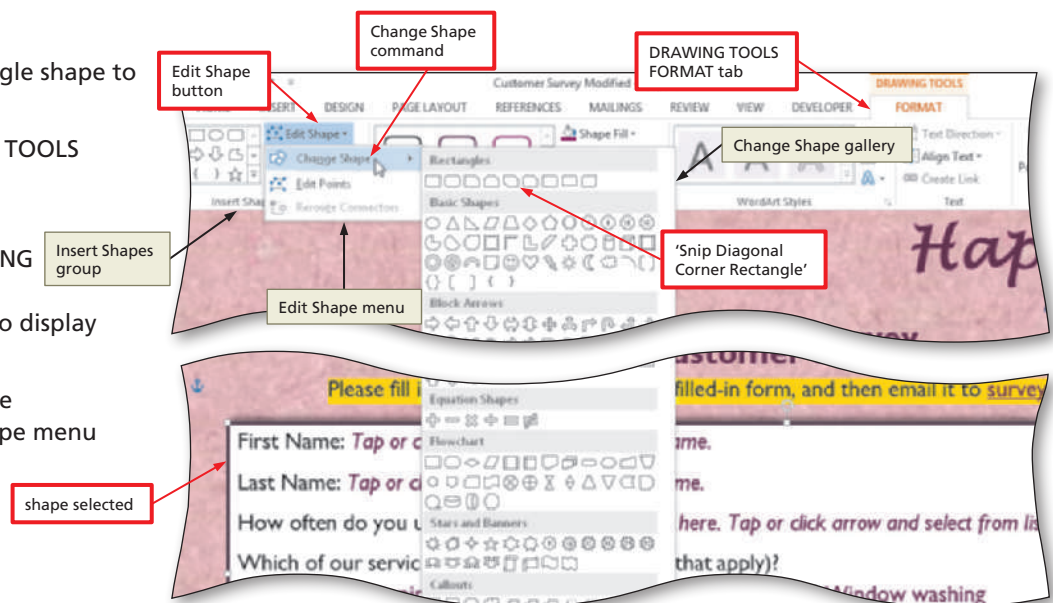 gle shape to
TOOLS
NG
o display
e
pe menu
Edit Shape
button
Change Shape
command
DRAWING TOOLS
FORMAT tab
Customer Survey Modified
DRAWING TOOLS
DESIGN PAGE LAYOUT REFERENCES MAILINGS REVIEW VIEW DEVELOPER FORMAT
Edit Shape
Shape Fill
Text Direction
Change Shape
Align Text
Edit Points
Create Link
Reroute Connectors
WordArt Styles
Text
Rectangles
Basic Shapes
Block Arrows
Change Shape gallery
'Snip Diagonal
Corner Rectangle'
Insert Shapes
group
Edit Shape menu
Hap
Please fill filled-in form, and then email it to survey
Equation Shapes
Flowchart
Stars and Banners
Callouts
First Name: Tap or c me.
Last Name: Tap or cl me.
How often do you u here. Tap or click arrow and select from lis
Which of our servic that apply)?
Window washing
shape selected